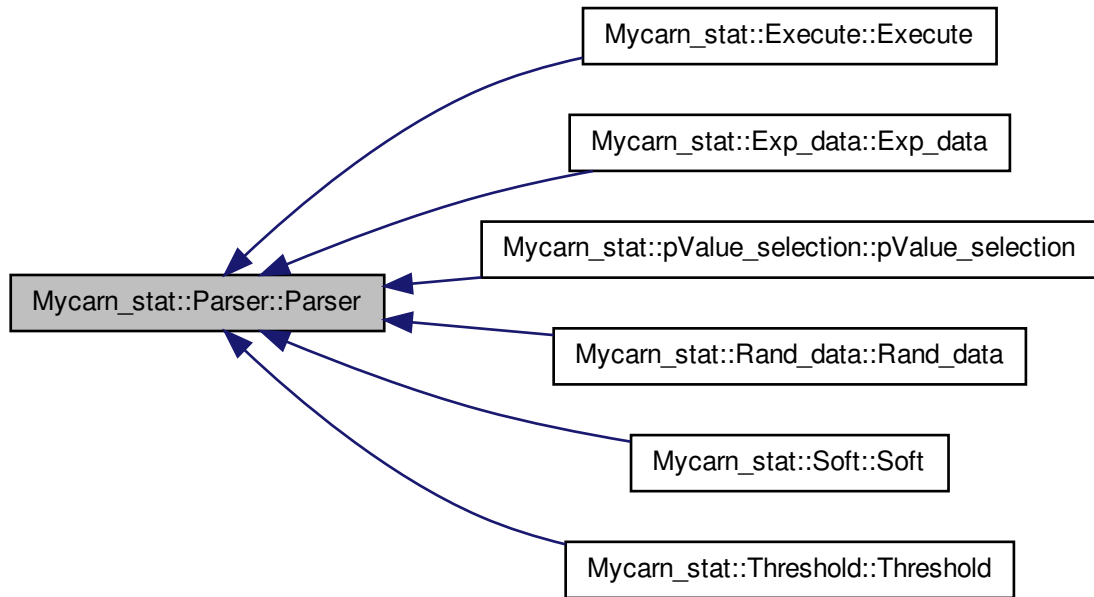 Mycarn_stat::Execute::Execute
Mycarn_stat::Exp_data::Exp_data
Mycarn_stat::pValue_selection::pValue_selection
Mycarn_stat::Parser::Parser
Mycarn_stat::Rand_data::Rand_data
Mycarn_stat::Soft::Soft
Mycarn_stat::Threshold::Threshold